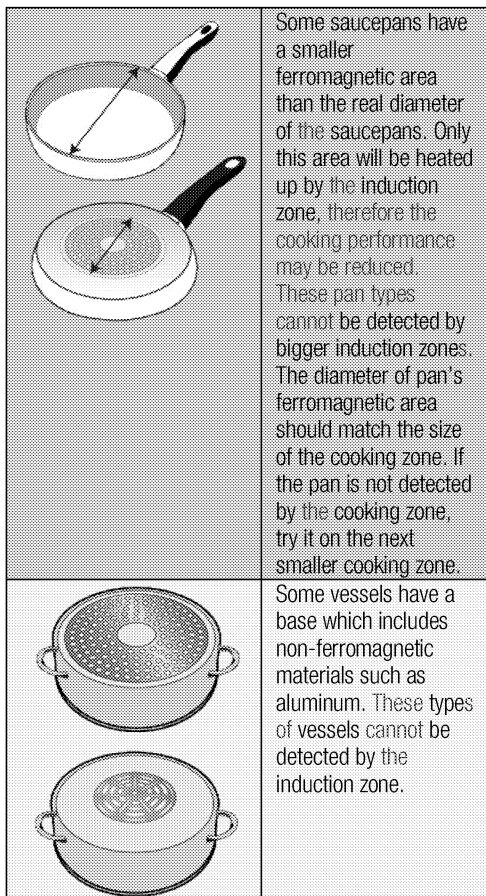 Some saucepans have
a smaller
ferromagnetic area
than the real diameter
of the saucepans. Only
this area will be heated
up by the induction
zone, therefore the
cooking performance
may be reduced.
These pan types
cannot be detected by
bigger induction zones.
The diameter of pan's
ferromagnetic area
should match the size
of the cooking zone. If
the pan is not detected
by the cooking zone,
try it on the next
smaller cooking zone.
Some vessels have a
base which includes
non-ferromagnetic
materials such as
aluminum. These types
of vessels cannot be
detected by the
induction zone.